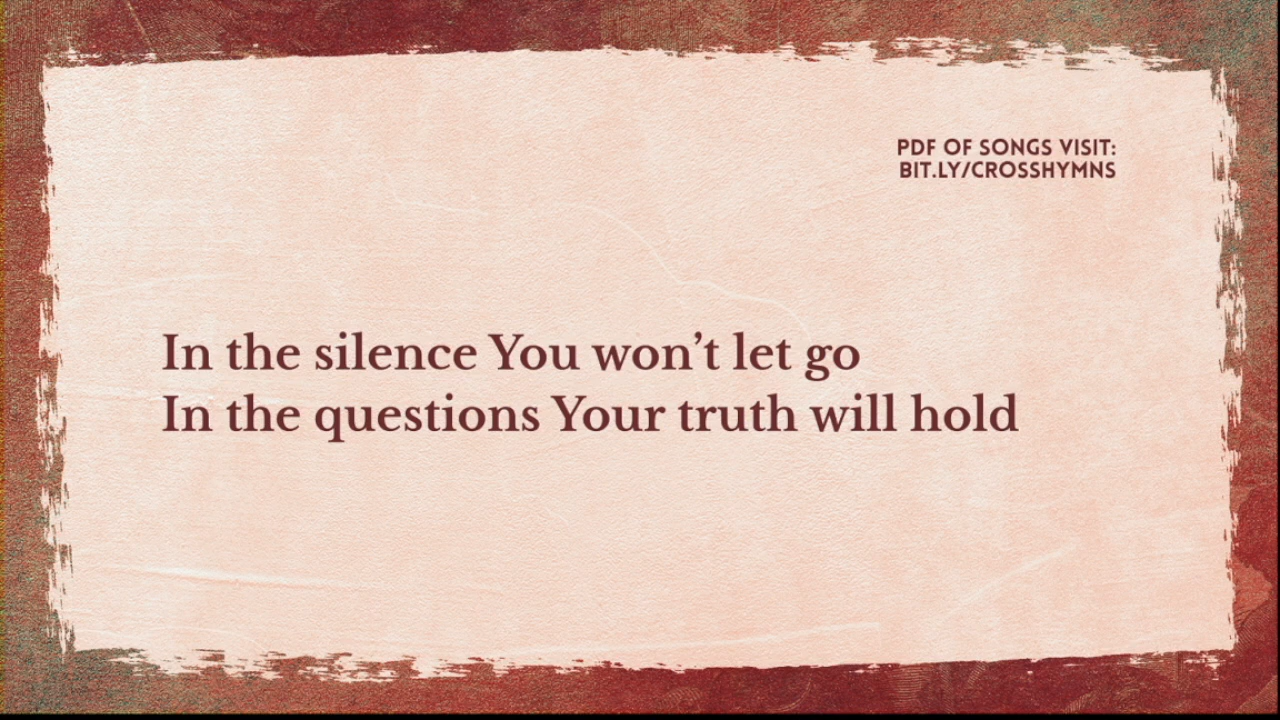 PDF OF SONGS VISIT:
BIT.LY/CROSSHYMNS
In the silence You won’t let go
In the questions Your truth will hold